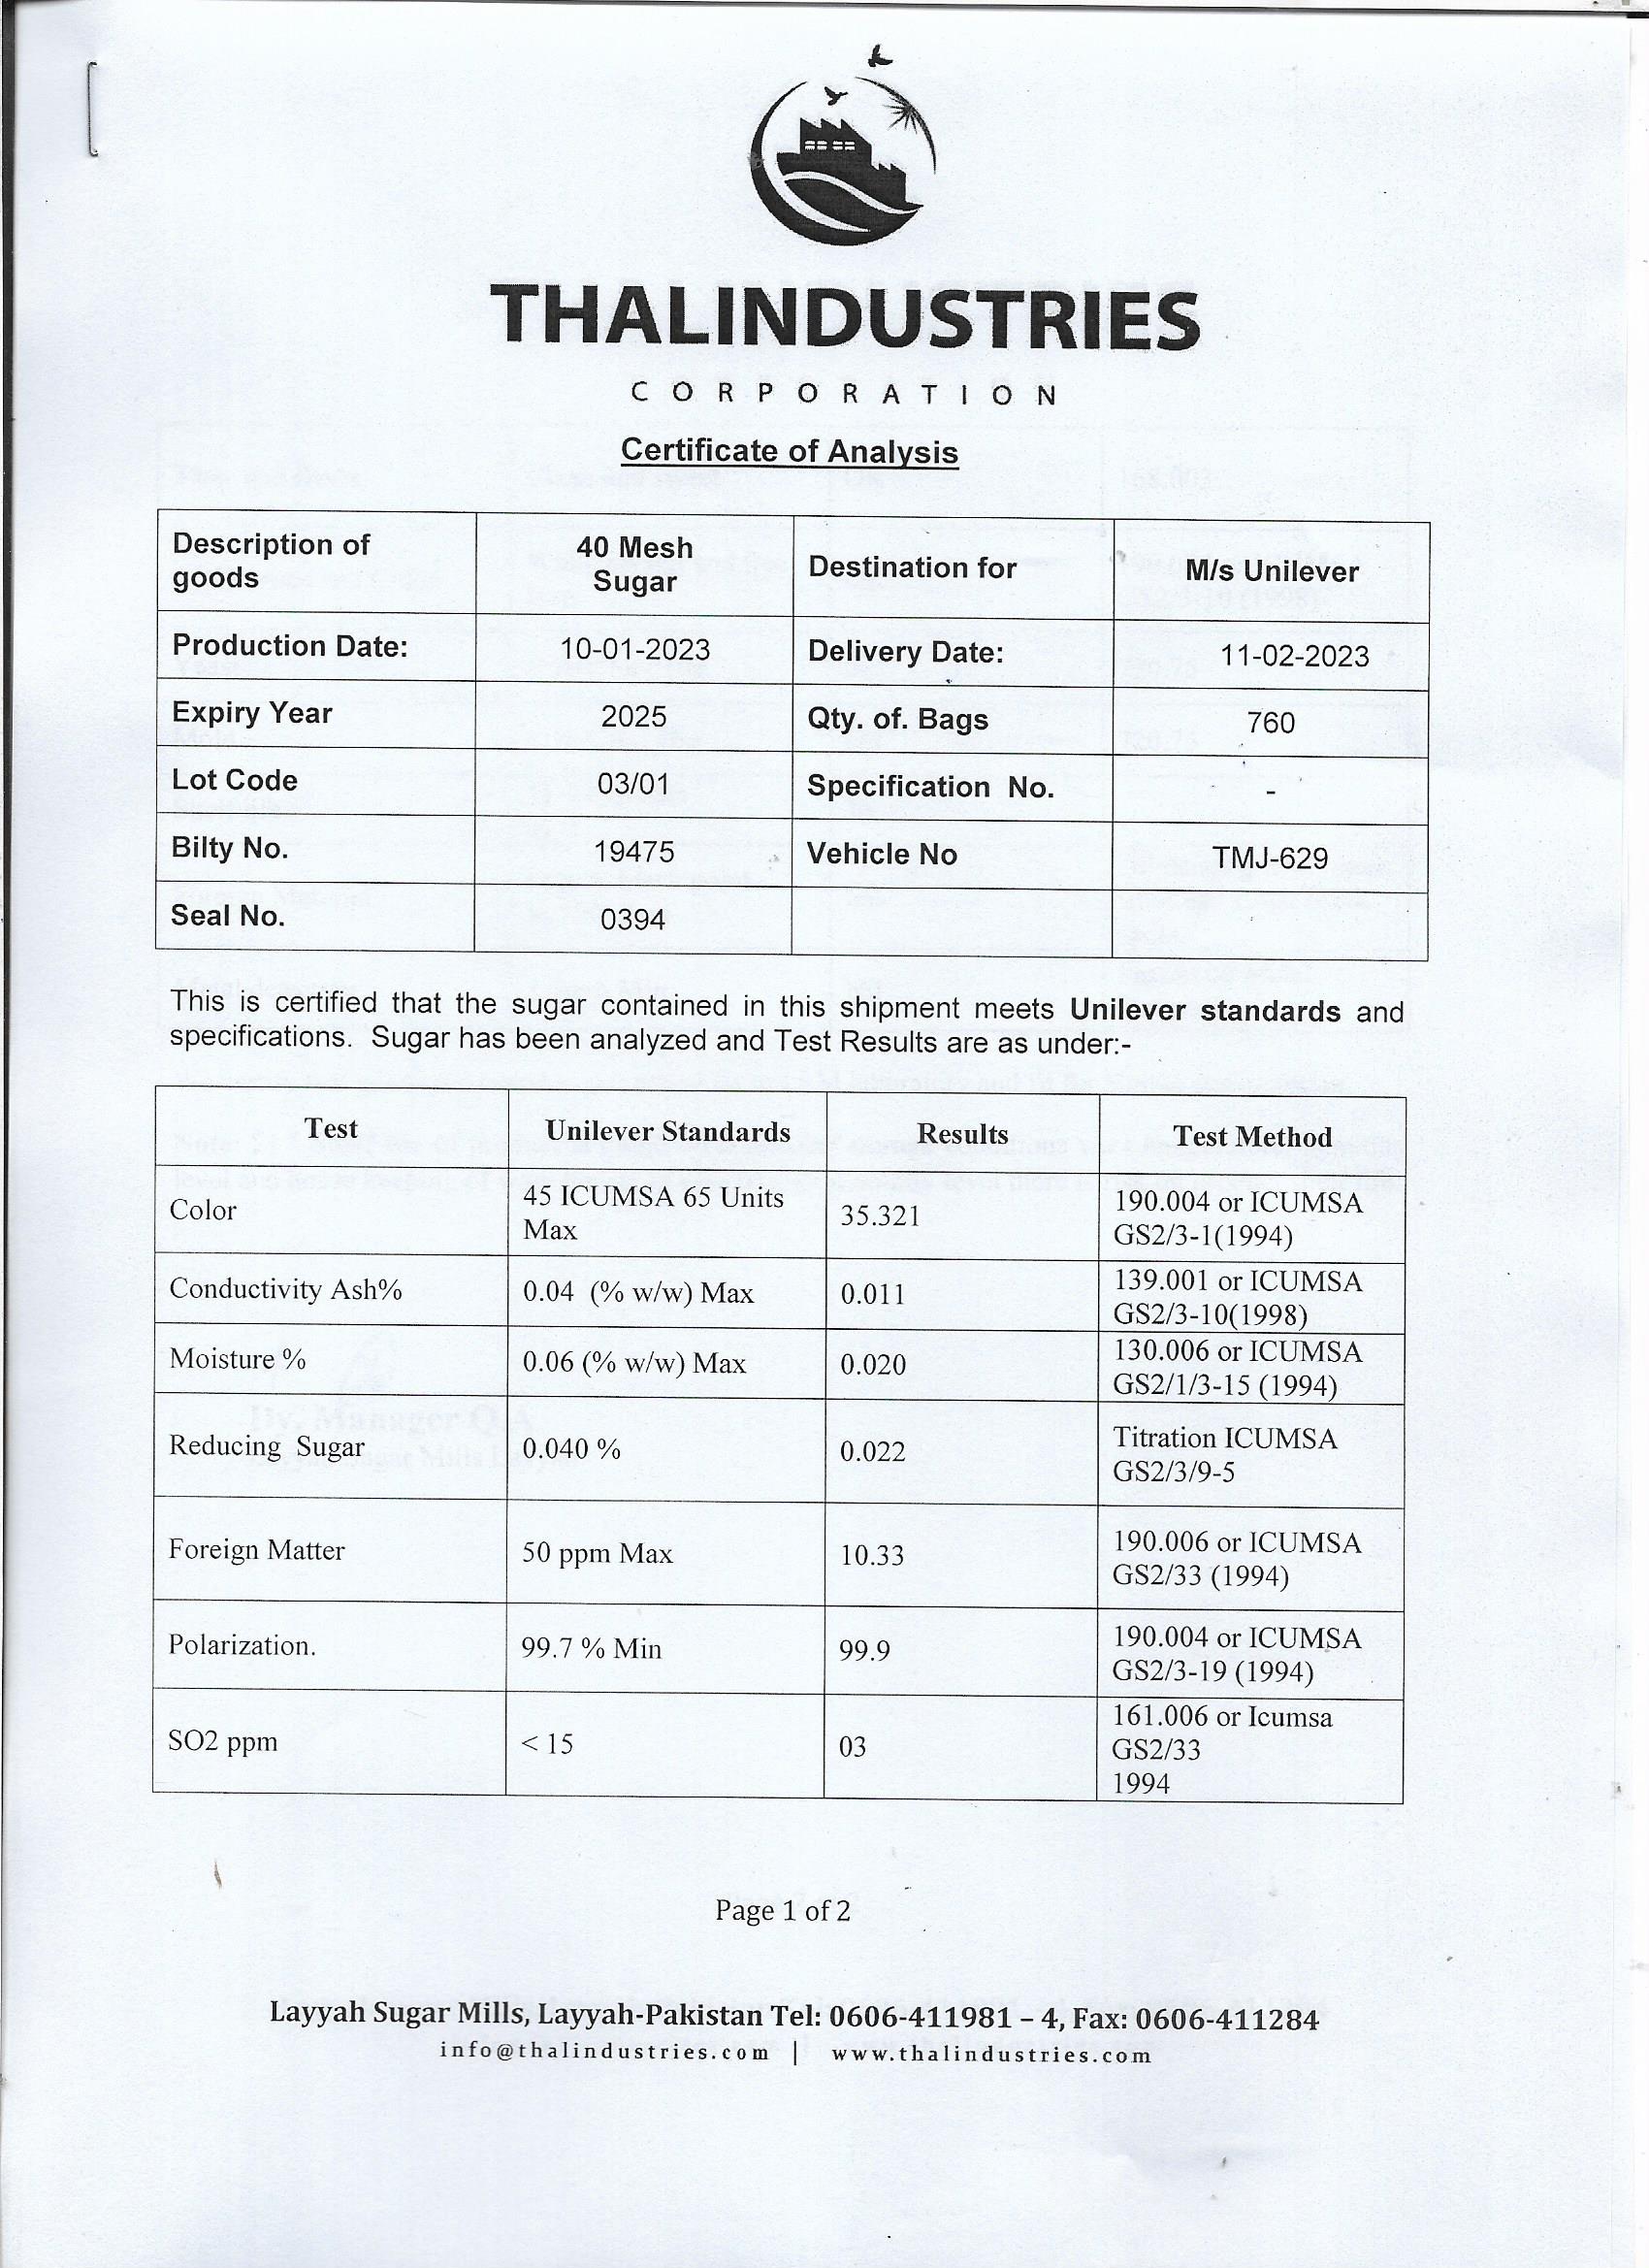 THALINDUSTRIES
CORPORATION
Certificate of Analysis
Description of goods 40 Mesh Sugar Destination for M/s Unilever
Production Date: 10-01-2023 Delivery Date: 11-02-2023
Expiry Year 2025 Qty. of. Bags 760
Lot Code 03/01 Specification No. -
Bilty No. 19475 Vehicle No TMJ-629
Seal No. 0394
This is certified that the sugar contained in this shipment meets Unilever standards and
specifications. Sugar has been analyzed and Test Results are as under:-
Test Unilever Standards Results Test Method
Color 45 ICUMSA 65 Units Max 35.321 190.004 or ICUMSA GS2/3-1(1994)
Conductivity Ash% 0.04 (% w/w) Max 0.011 139.001 or ICUMSA GS2/3-10(1998)
Moisture % 0.06 (% w/w) Max 0.020 130.006 or ICUMSA GS2/1/3-15 (1994)
Reducing Sugar 0.040 % 0.022 Titration ICUMSA GS2/3/9-5
Foreign Matter 50 ppm Max 10.33 190.006 or ICUMSA GS2/33 (1994)
Polarization. 99.7 % Min 99.9 190.004 or ICUMSA GS2/3-19 (1994)
SO2 ppm < 15 03 161.006 or Icumsa GS2/33 1994
Page 1 of 2
Layyah Sugar Mills, Layyah-Pakistan Tel: 0606-411981 – 4, Fax: 0606-411284
info@thalindustries.com | www.thalindustries.com